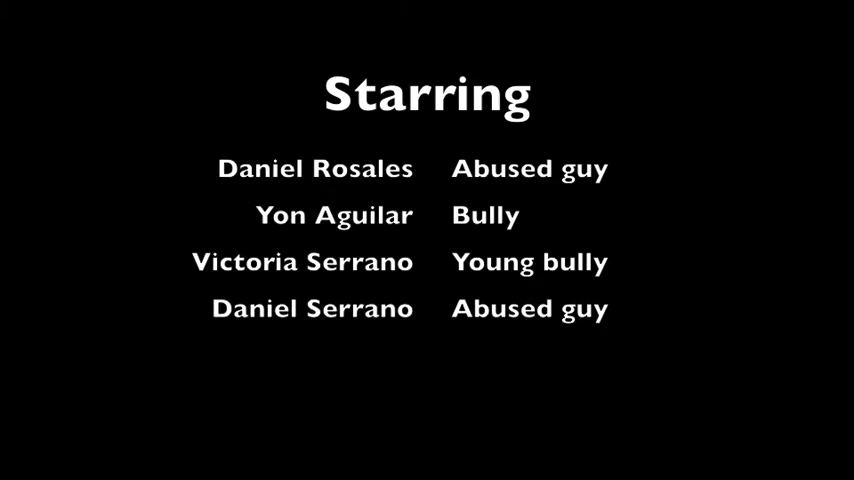 Starring
Daniel Rosales Abused guy
Yon Aguilar Bully
Victoria Serrano Young bully
Daniel Serrano Abused guy